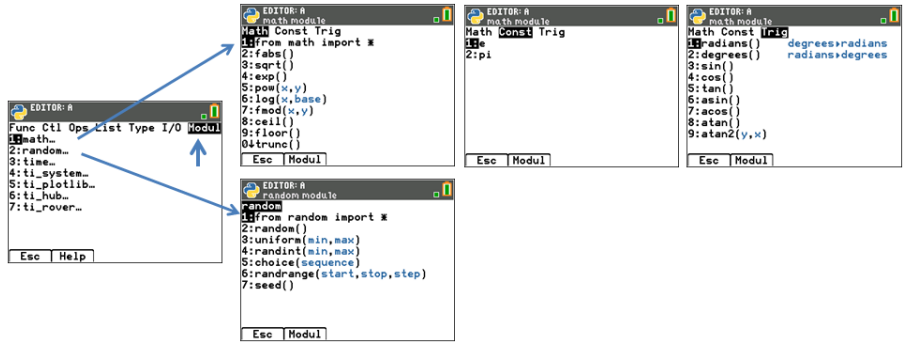 EDITOR: A
Func Ctl Ops List Type I/O Modul
1:math…
2:random…
3:time…
4:ti_system…
5:ti_plotlib…
6:ti_hub…
7:ti_rover…
Esc Help
EDITOR: A
math module
Math Const Trig
1:from math import *
2:fabs()
3:sqrt()
4:exp()
5:pow(x,y)
6:log(x,base)
7:fmod(x,y)
8:ceil()
9:floor()
0↓trunc()
Esc Modul
EDITOR: A
math module
Math Const Trig
1:e
2:pi
Esc Modul
EDITOR: A
math module
Math Const Trig
1:radians() degrees▸radians
2:degrees() radians▸degrees
3:sin()
4:cos()
5:tan()
6:asin()
7:acos()
8:atan()
9:atan2(y,x)
Esc Modul
EDITOR: A
random module
random
1:from random import *
2:random()
3:uniform(min,max)
4:randint(min,max)
5:choice(sequence)
6:randrange(start,stop,step)
7:seed()
Esc Modul